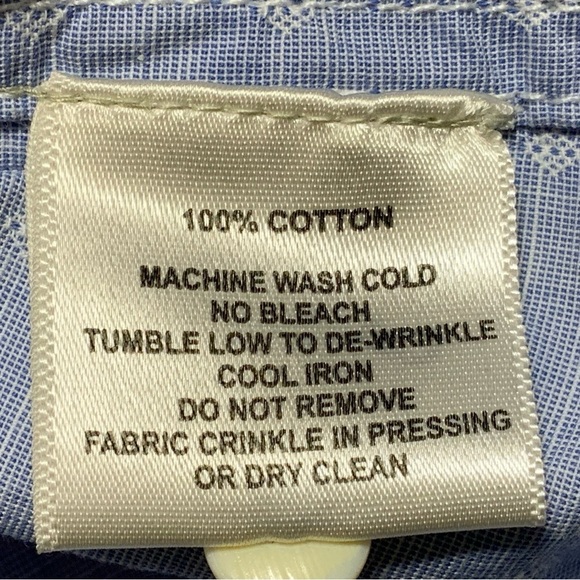 100% COTTON
MACHINE WASH COLD
NO BLEACH
TUMBLE LOW TO DE-WRINKLE
COOL IRON
DO NOT REMOVE
FABRIC CRINKLE IN PRESSING
OR DRY CLEAN